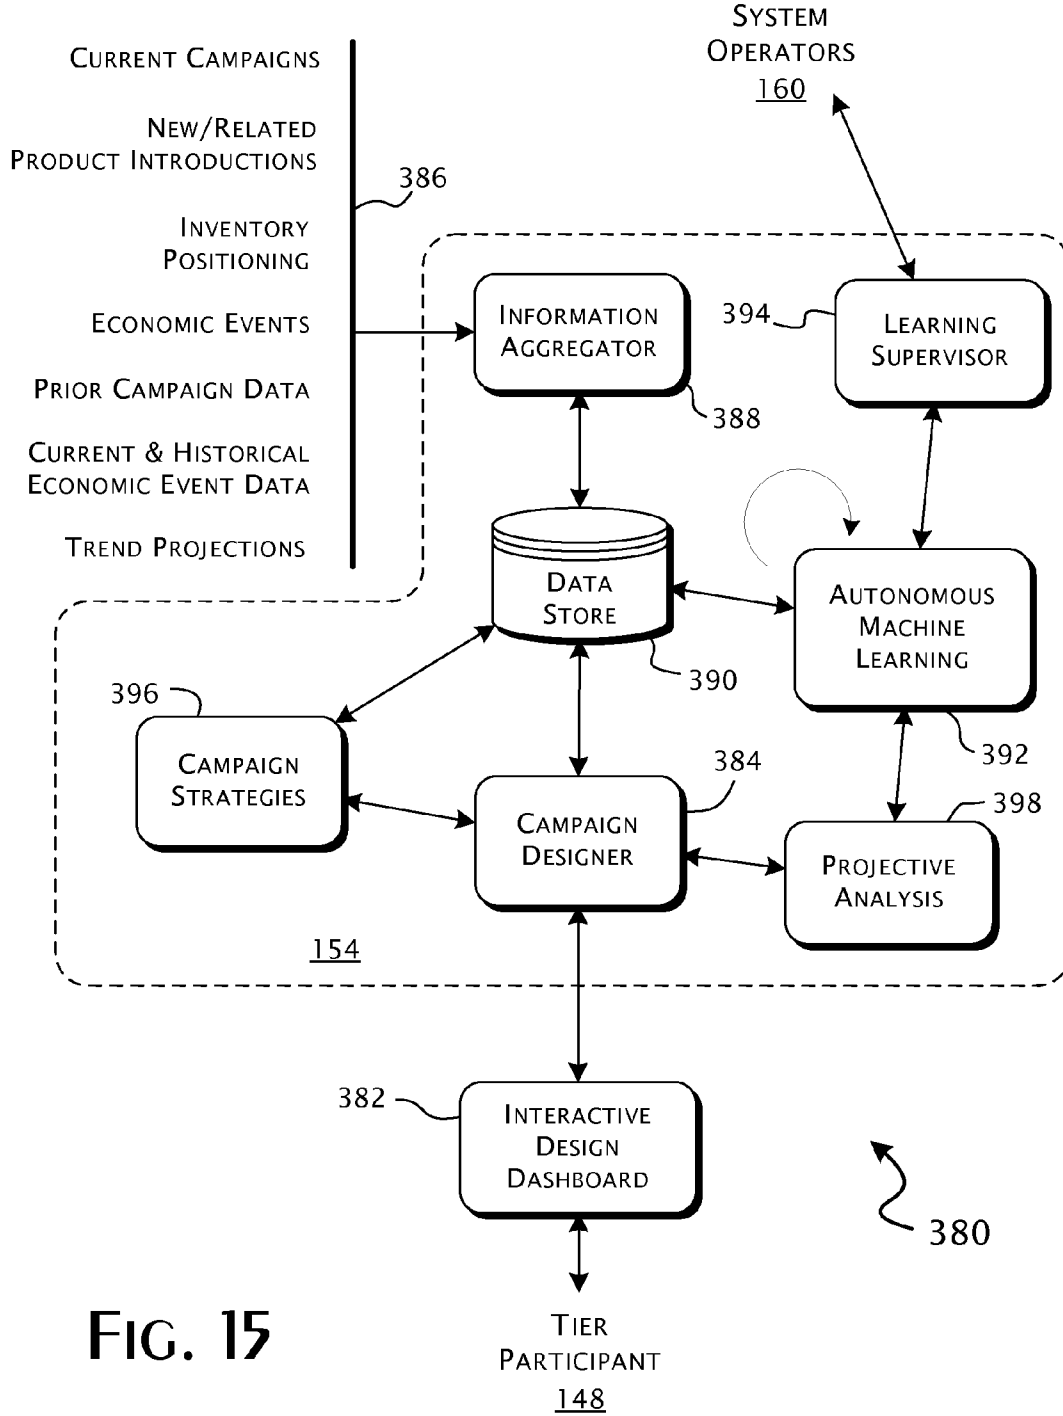 SYSTEM
OPERATORS
160
CURRENT CAMPAIGNS
NEW/RELATED
PRODUCT INTRODUCTIONS
386
INVENTORY
POSITIONING
ECONOMIC EVENTS
PRIOR CAMPAIGN DATA
CURRENT & HISTORICAL
ECONOMIC EVENT DATA
TREND PROJECTIONS
INFORMATION
AGGREGATOR
388
394
LEARNING
SUPERVISOR
DATA
STORE
390
AUTONOMOUS
MACHINE
LEARNING
392
396
CAMPAIGN
STRATEGIES
384
CAMPAIGN
DESIGNER
398
PROJECTIVE
ANALYSIS
154
382
INTERACTIVE
DESIGN
DASHBOARD
380
TIER
PARTICIPANT
148
FIG. 15